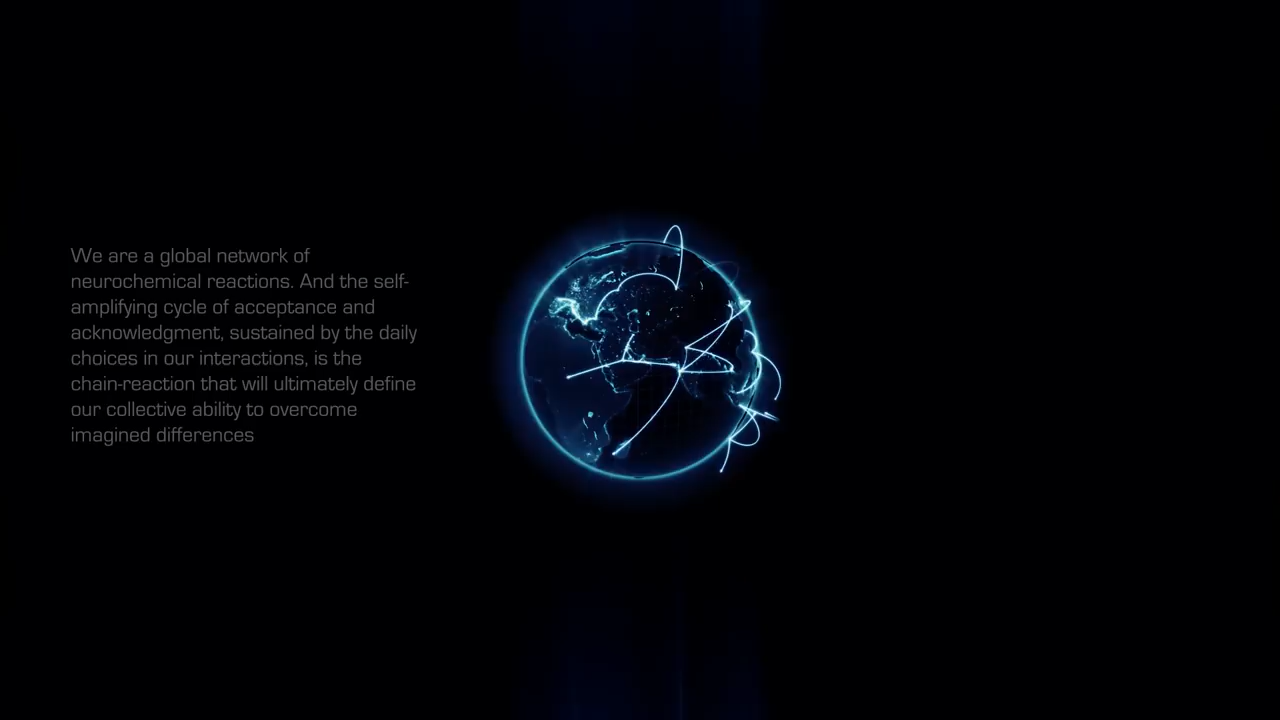 We are a global network of
neurochemical reactions. And the self-
amplifying cycle of acceptance and
acknowledgment, sustained by the daily
choices in our interactions, is the
chain-reaction that will ultimately define
our collective ability to overcome
imagined differences